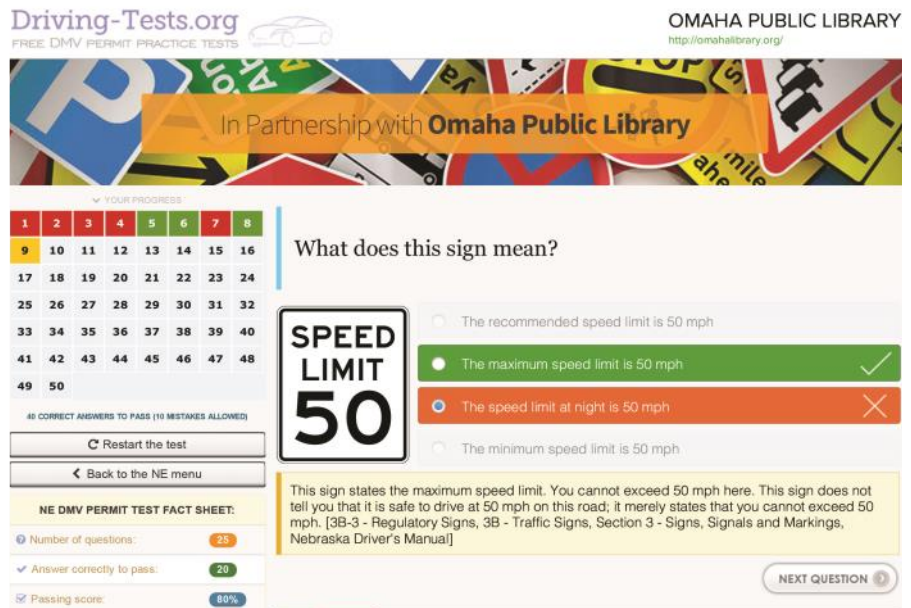 Driving-Tests.org
FREE DMV PERMIT PRACTICE TESTS
OMAHA PUBLIC LIBRARY
http://omahalibrary.org/
In Partnership with Omaha Public Library
STOP
ahead
1 mile
YOUR PROGRESS
1 2 3 4 5 6 7 8
9 10 11 12 13 14 15 16
17 18 19 20 21 22 23 24
25 26 27 28 29 30 31 32
33 34 35 36 37 38 39 40
41 42 43 44 45 46 47 48
49 50
40 CORRECT ANSWERS TO PASS (10 MISTAKES ALLOWED)
Restart the test
Back to the NE menu
NE DMV PERMIT TEST FACT SHEET:
Number of questions: 25
Answer correctly to pass: 20
Passing score: 80%
What does this sign mean?
SPEED
LIMIT
50
The recommended speed limit is 50 mph
The maximum speed limit is 50 mph
The speed limit at night is 50 mph
The minimum speed limit is 50 mph
This sign states the maximum speed limit. You cannot exceed 50 mph here. This sign does not
tell you that it is safe to drive at 50 mph on this road; it merely states that you cannot exceed 50
mph. [3B-3 - Regulatory Signs, 3B - Traffic Signs, Section 3 - Signs, Signals and Markings,
Nebraska Driver's Manual]
NEXT QUESTION